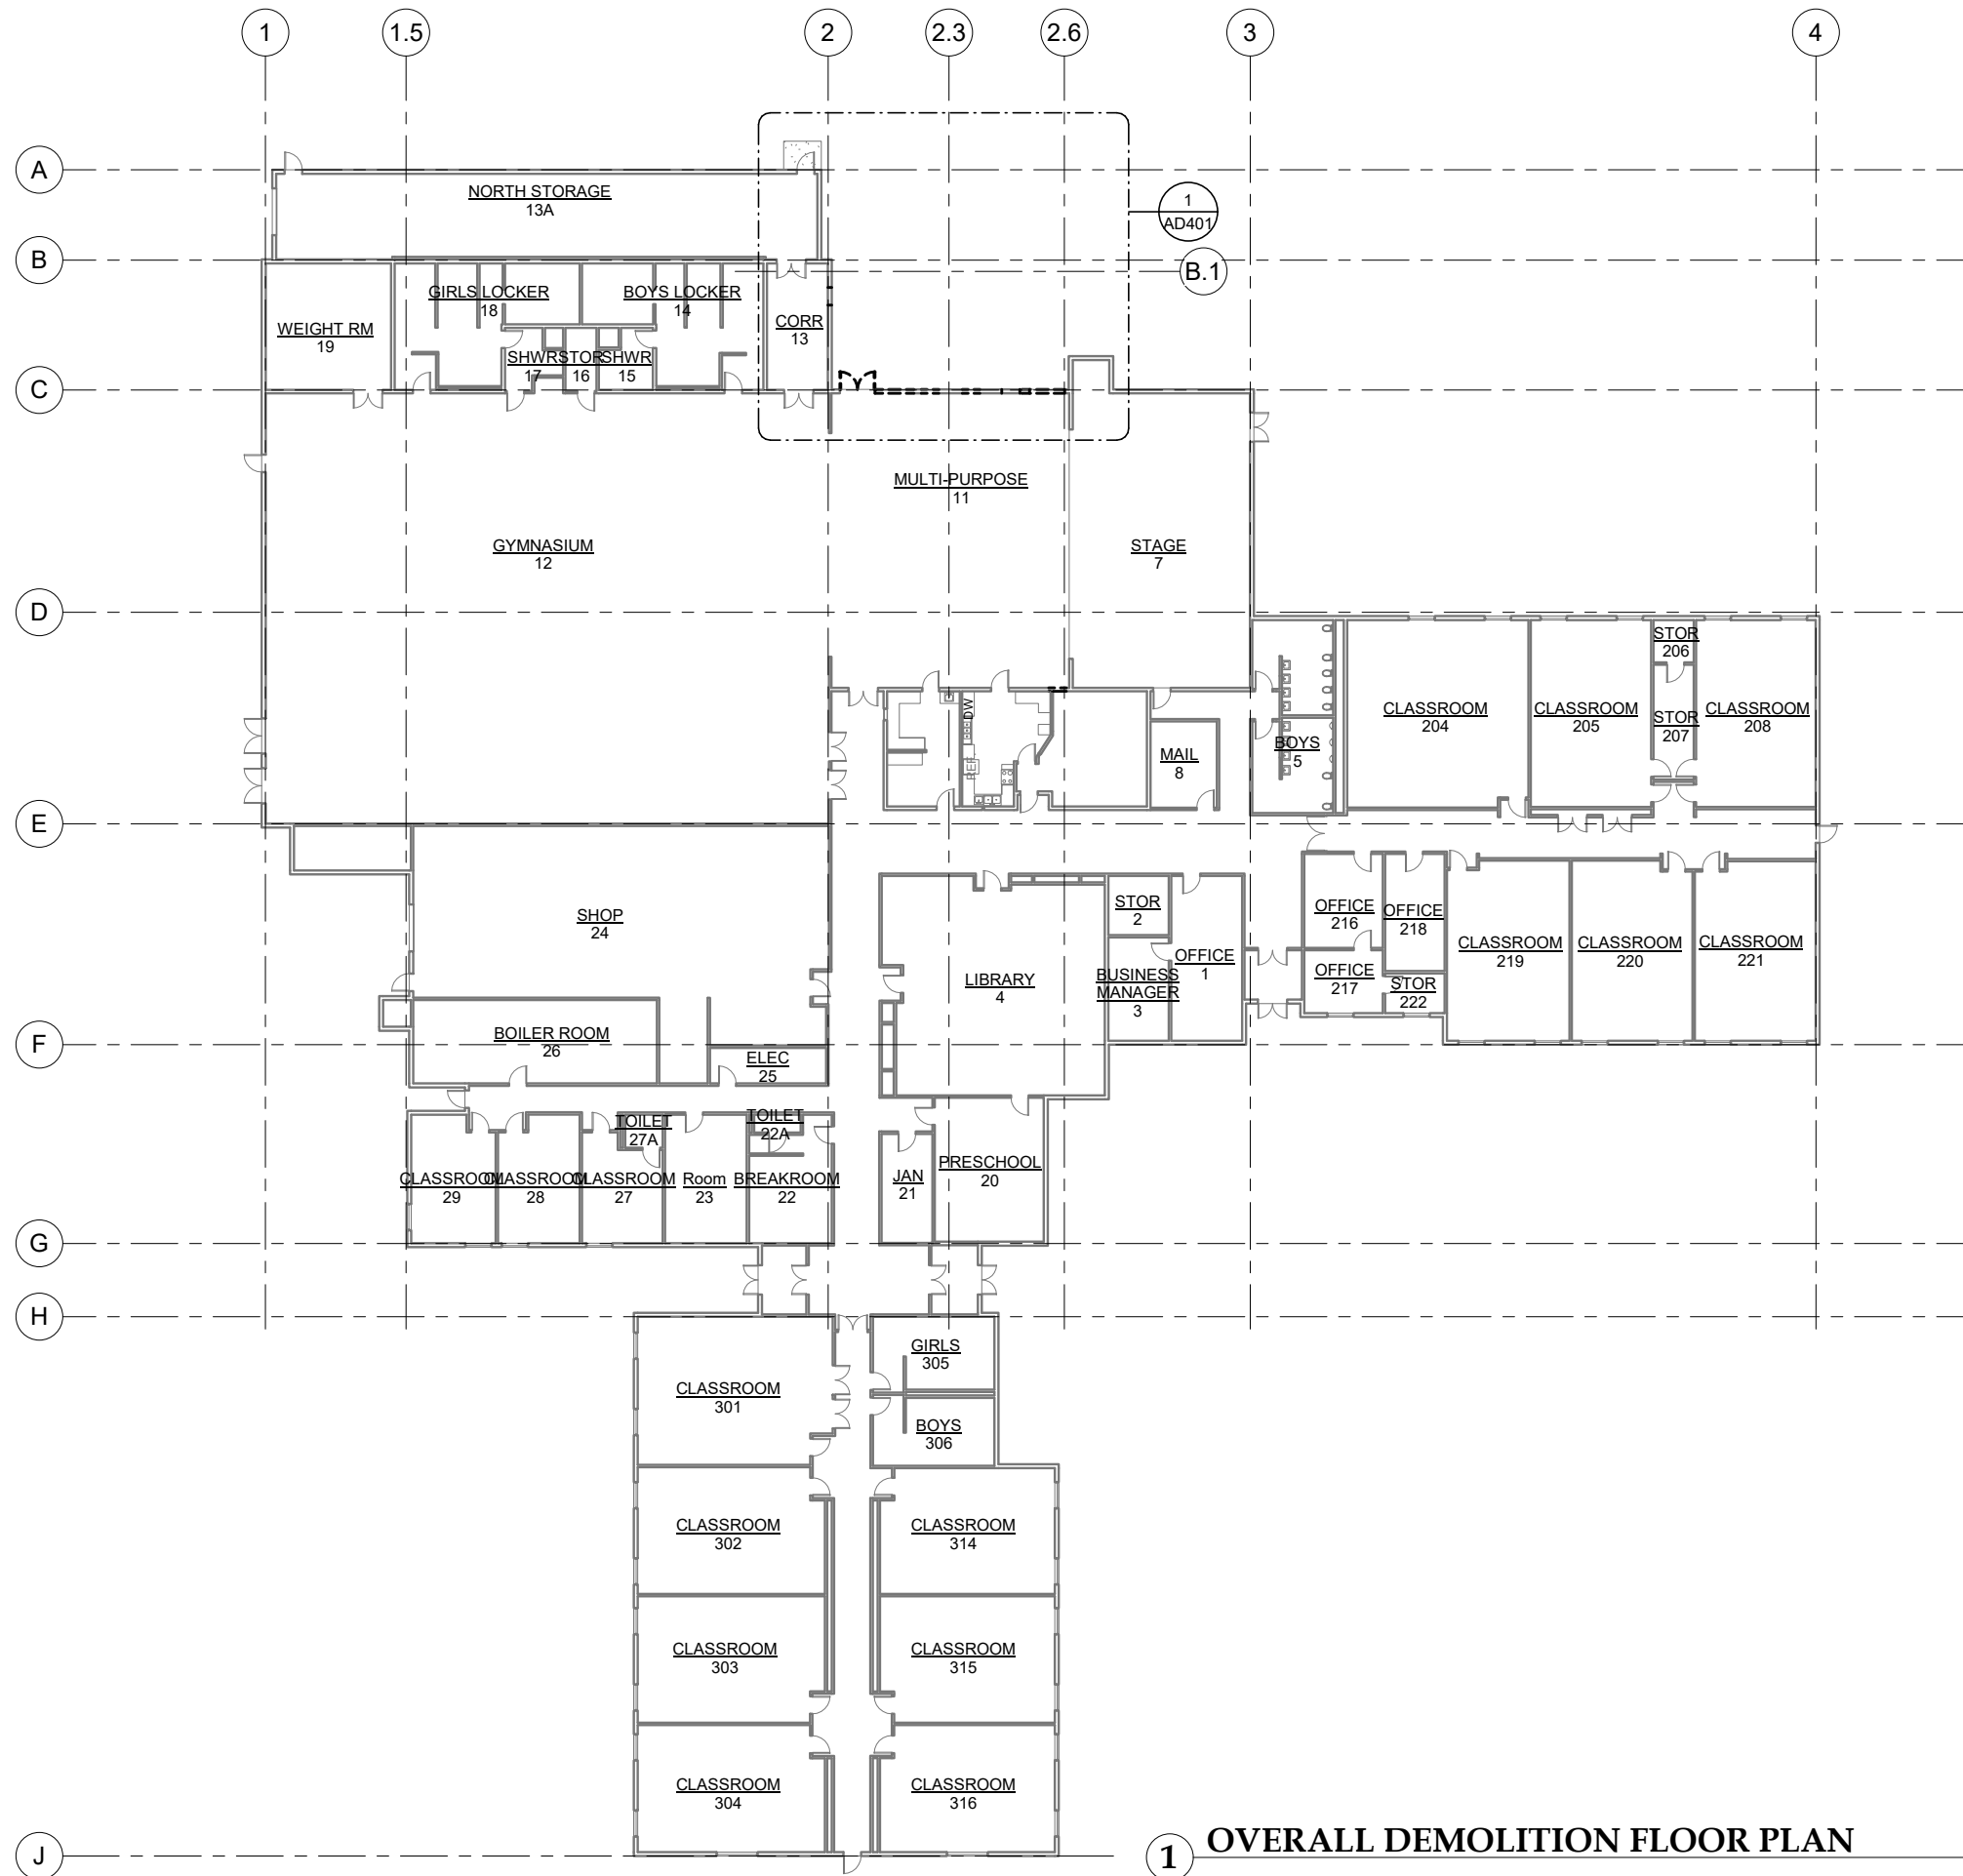 1
1.5
2
2.3
2.6
3
4
A
NORTH STORAGE
13A
1
AD401
B
B.1
GIRLS LOCKER
18
BOYS LOCKER
14
CORR
13
WEIGHT RM
19
SHWR
17
STOR
16
SHWR
15
C
MULTI-PURPOSE
11
GYMNASIUM
12
STAGE
7
D
STOR
206
CLASSROOM
204
CLASSROOM
205
STOR
207
CLASSROOM
208
DW
REF
MAIL
8
BOYS
5
E
SHOP
24
STOR
2
OFFICE
216
OFFICE
218
CLASSROOM
219
CLASSROOM
220
CLASSROOM
221
LIBRARY
4
BUSINESS
MANAGER
3
OFFICE
1
OFFICE
217
STOR
222
F
BOILER ROOM
26
ELEC
25
TOILET
27A
TOILET
22A
CLASSROOM
29
CLASSROOM
28
CLASSROOM
27
Room
23
BREAKROOM
22
JAN
21
PRESCHOOL
20
G
H
GIRLS
305
CLASSROOM
301
BOYS
306
CLASSROOM
302
CLASSROOM
314
CLASSROOM
303
CLASSROOM
315
CLASSROOM
304
CLASSROOM
316
J
1
OVERALL DEMOLITION FLOOR PLAN